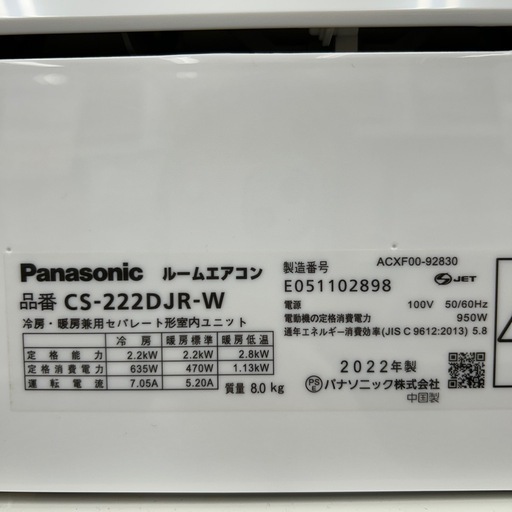 Panasonic ルームエアコン
品番 CS-222DJR-W
冷房・暖房兼用セパレート形室内ユニット
冷 房 暖房標準 暖房低温
定 格 能 力 2.2kW 2.2kW 2.8kW
定格消費電力 635W 470W 1.13kW
運 転 電 流 7.05A 5.20A
質量 8.0 kg
製造番号 ACXF00-92830
E051102898 JET
電源 100V 50/60Hz
電動機の定格消費電力 950W
通年エネルギー消費効率(JIS C 9612:2013) 5.8
2022年製
PSE パナソニック株式会社
中国製